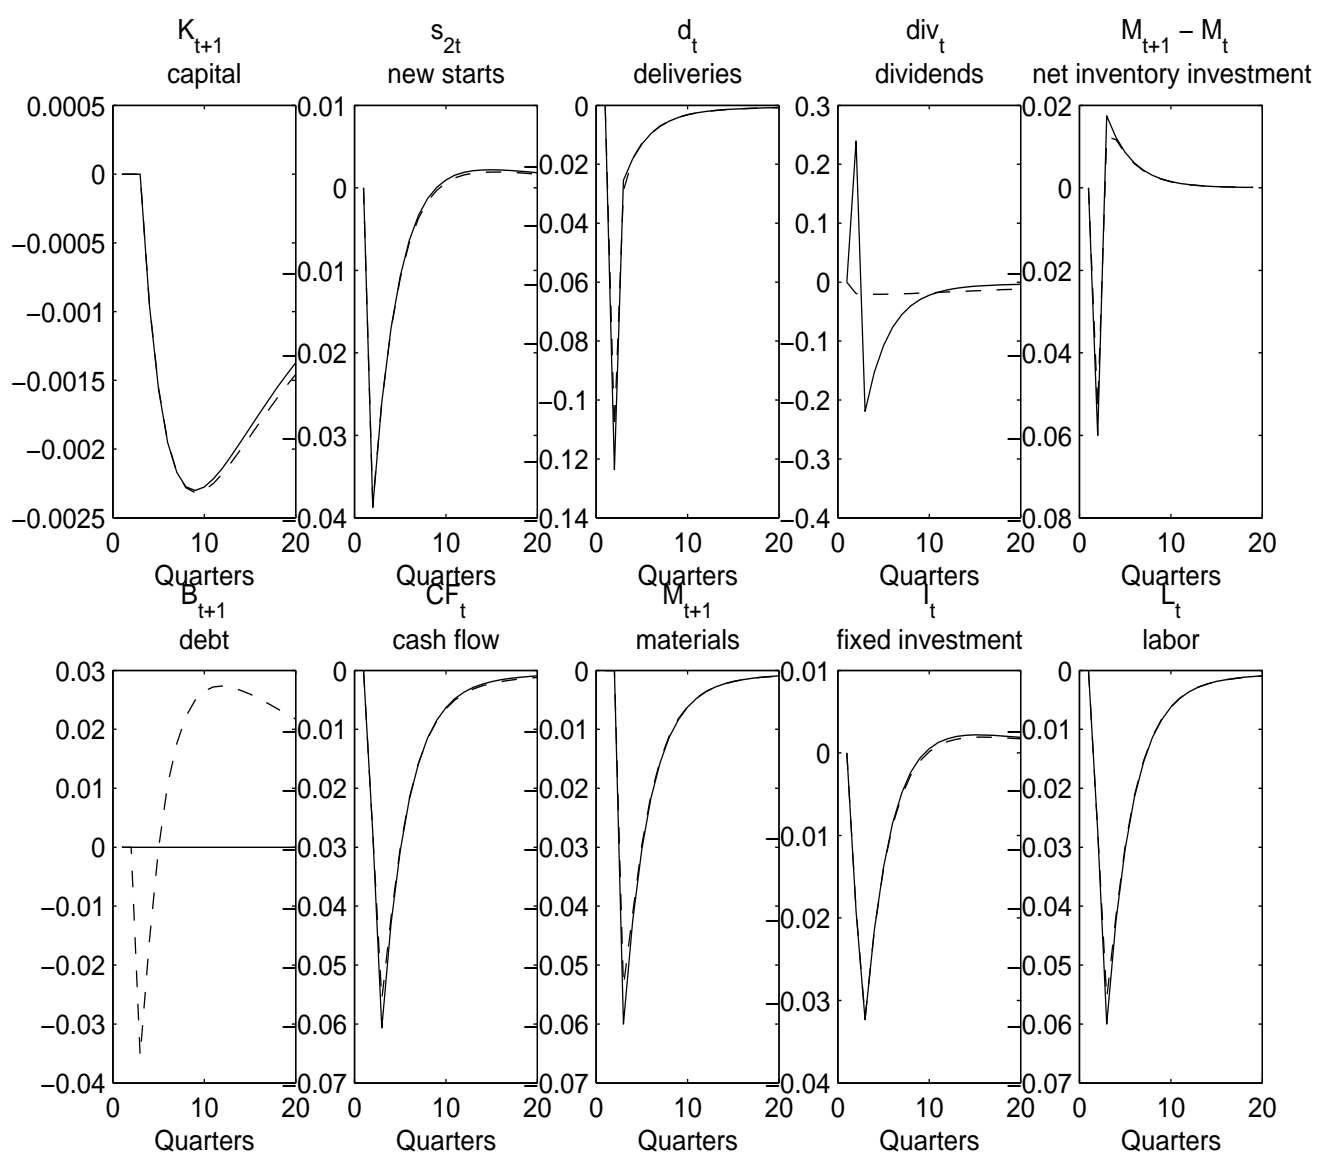 K_{t+1}
capital
0.0005
0
−0.0005
−0.001
−0.0015
−0.002
−0.0025
0 10 20
Quarters
s_{2t}
new starts
0.01
0
−0.01
−0.02
−0.03
−0.04
0 10 20
Quarters
d_t
deliveries
0
−0.02
−0.04
−0.06
−0.08
−0.1
−0.12
−0.14
0 10 20
Quarters
div_t
dividends
0.3
0.2
0.1
0
−0.1
−0.2
−0.3
−0.4
0 10 20
Quarters
M_{t+1} − M_t
net inventory investment
0.02
0
−0.02
−0.04
−0.06
−0.08
0 10 20
Quarters
B_{t+1}
debt
0.03
0.02
0.01
0
−0.01
−0.02
−0.03
−0.04
0 10 20
Quarters
CF_t
cash flow
0
−0.01
−0.02
−0.03
−0.04
−0.05
−0.06
−0.07
0 10 20
Quarters
M_{t+1}
materials
0
−0.01
−0.02
−0.03
−0.04
−0.05
−0.06
−0.07
0 10 20
Quarters
I_t
fixed investment
0.01
0
−0.01
−0.02
−0.03
−0.04
0 10 20
Quarters
L_t
labor
0
−0.01
−0.02
−0.03
−0.04
−0.05
−0.06
−0.07
0 10 20
Quarters